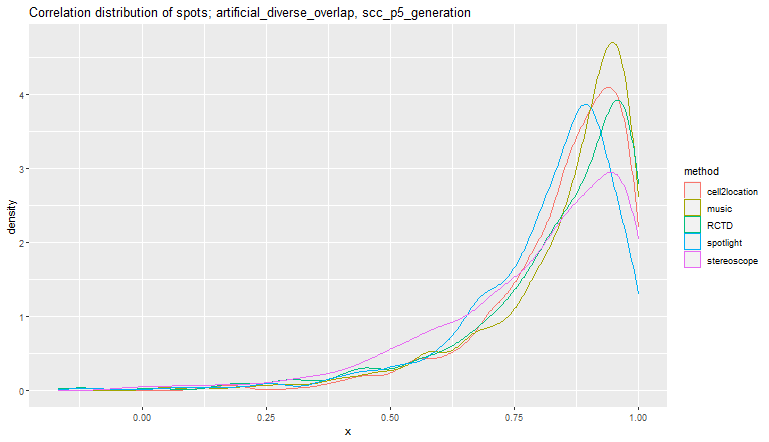 Correlation distribution of spots; artificial_diverse_overlap, scc_p5_generation
density
4
3
2
1
0
0.00
0.25
0.50
0.75
1.00
x
method
cell2location
music
RCTD
spotlight
stereoscope